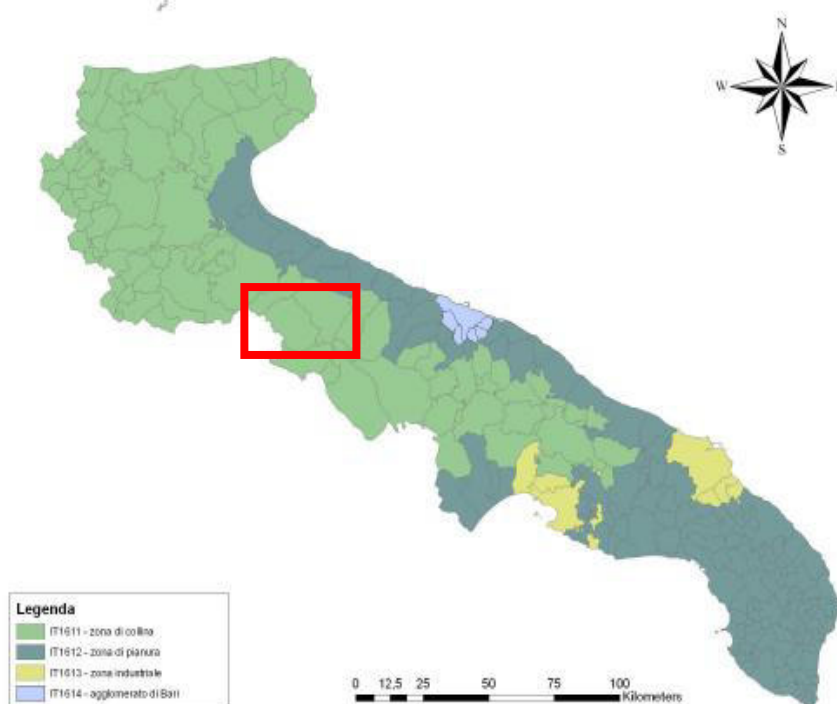 N
W
S
Legenda
IT1611 - zona di collina
IT1612 - zona di pianura
IT1613 - zona industriale
IT1614 - agglomerato di Bari
0 12,5 25 50 75 100
Kilometers